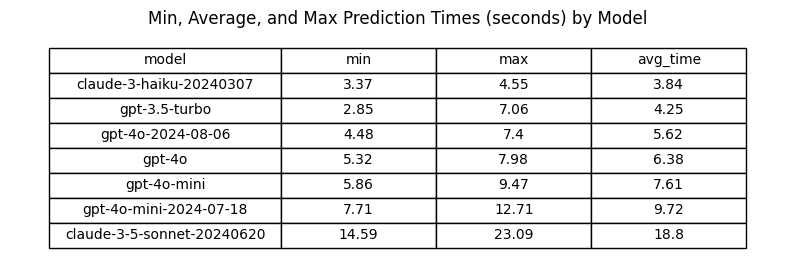 Min, Average, and Max Prediction Times (seconds) by Model
model min max avg_time
claude-3-haiku-20240307 3.37 4.55 3.84
gpt-3.5-turbo 2.85 7.06 4.25
gpt-4o-2024-08-06 4.48 7.4 5.62
gpt-4o 5.32 7.98 6.38
gpt-4o-mini 5.86 9.47 7.61
gpt-4o-mini-2024-07-18 7.71 12.71 9.72
claude-3-5-sonnet-20240620 14.59 23.09 18.8